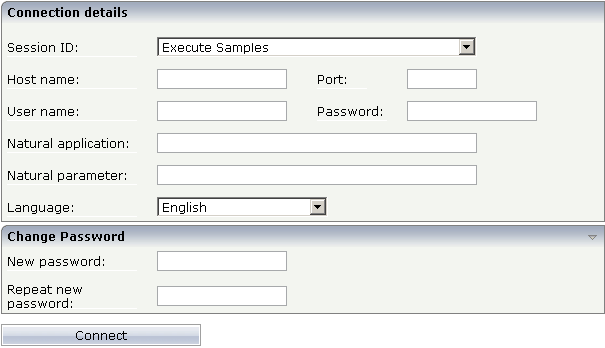 Connection details
Session ID: Execute Samples
Host name: Port:
User name: Password:
Natural application:
Natural parameter:
Language: English
Change Password
New password:
Repeat new
password:
Connect